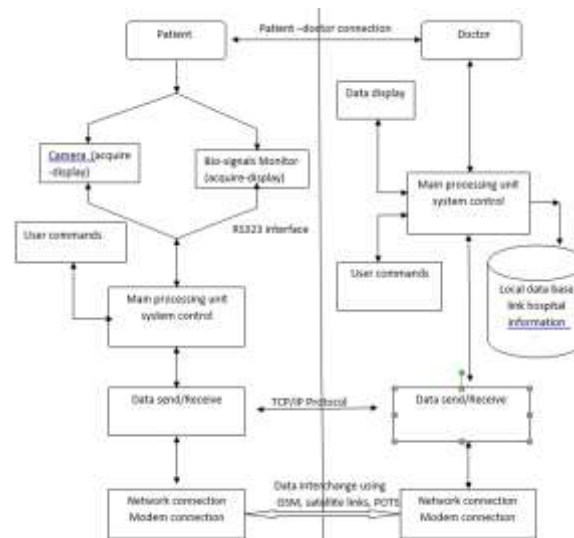 Patient
Patient –doctor connection
Doctor
Data display
Camera (acquire
-display)
Bio-signals Monitor
(acquire-display)
Main processing unit
system control
RS323 interface
User commands
User commands
Local data base
link hospital
information
Main processing unit
system control
Data send/Receive
TCP/IP Protocol
Data send/Receive
Data interchange using
GSM, satellite links, POTS
Network connection
Modem connection
Network connection
Modem connection